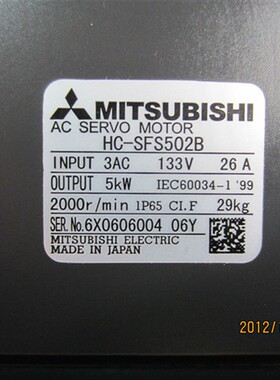 MITSUBISHI
AC SERVO MOTOR
HC-SFS502B
INPUT 3AC 133V 26 A
OUTPUT 5kW IEC60034-1 '99
2000r/min IP65 CI.F 29kg
SER.No.6X0606004 06Y
MITSUBISHI ELECTRIC
MADE IN JAPAN
2012/1